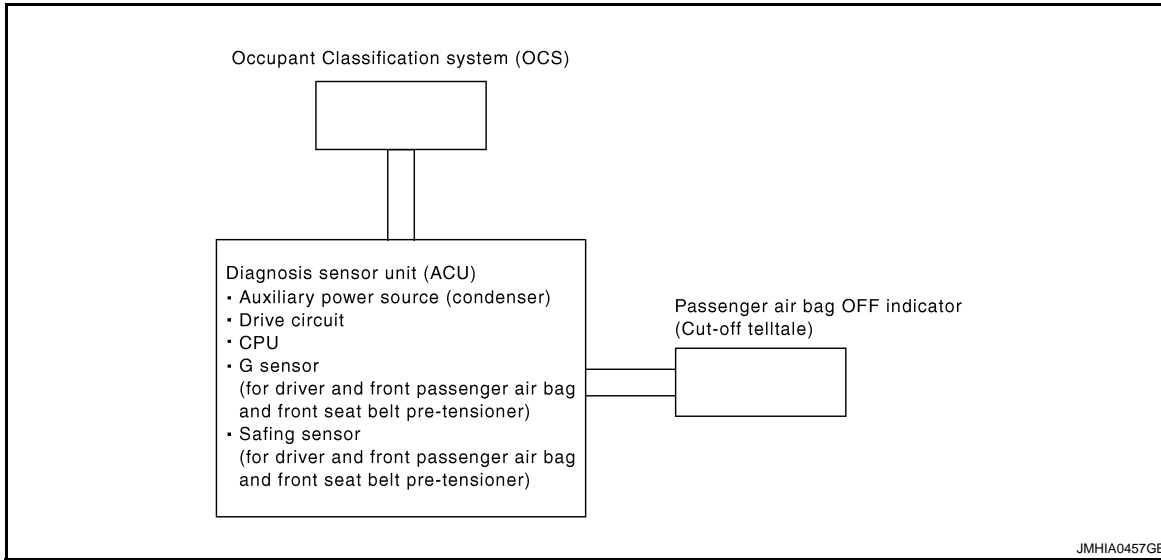 Occupant Classification system (OCS)
Diagnosis sensor unit (ACU)
· Auxiliary power source (condenser)
· Drive circuit
· CPU
· G sensor
(for driver and front passenger air bag
and front seat belt pre-tensioner)
· Safing sensor
(for driver and front passenger air bag
and front seat belt pre-tensioner)
Passenger air bag OFF indicator
(Cut-off telltale)
JMHIA0457GB